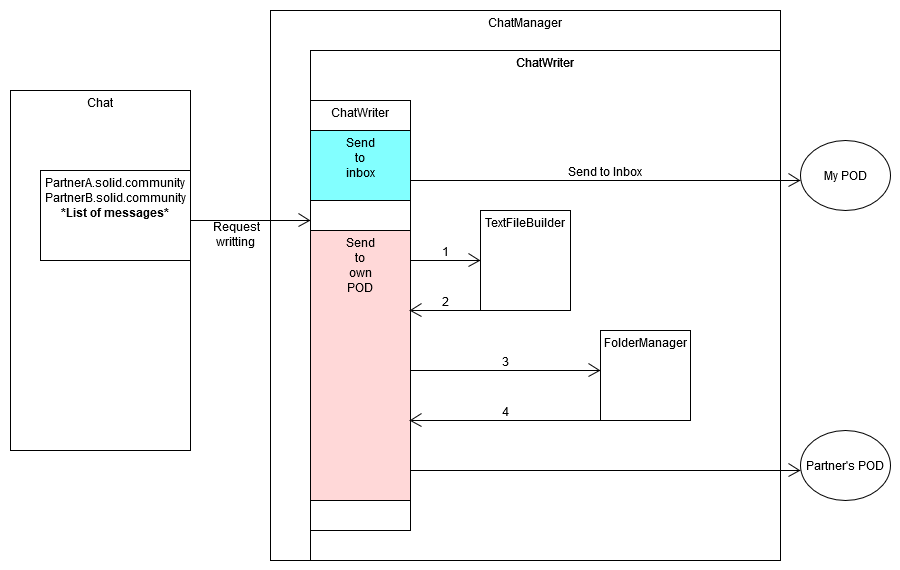 ChatManager
ChatWriter
Chat
ChatWriter
Send
to
inbox
Send to Inbox
My POD
PartnerA.solid.community
PartnerB.solid.community
*List of messages*
Request
writting
TextFileBuilder
Send
to
own
POD
1
2
FolderManager
3
4
Partner's POD